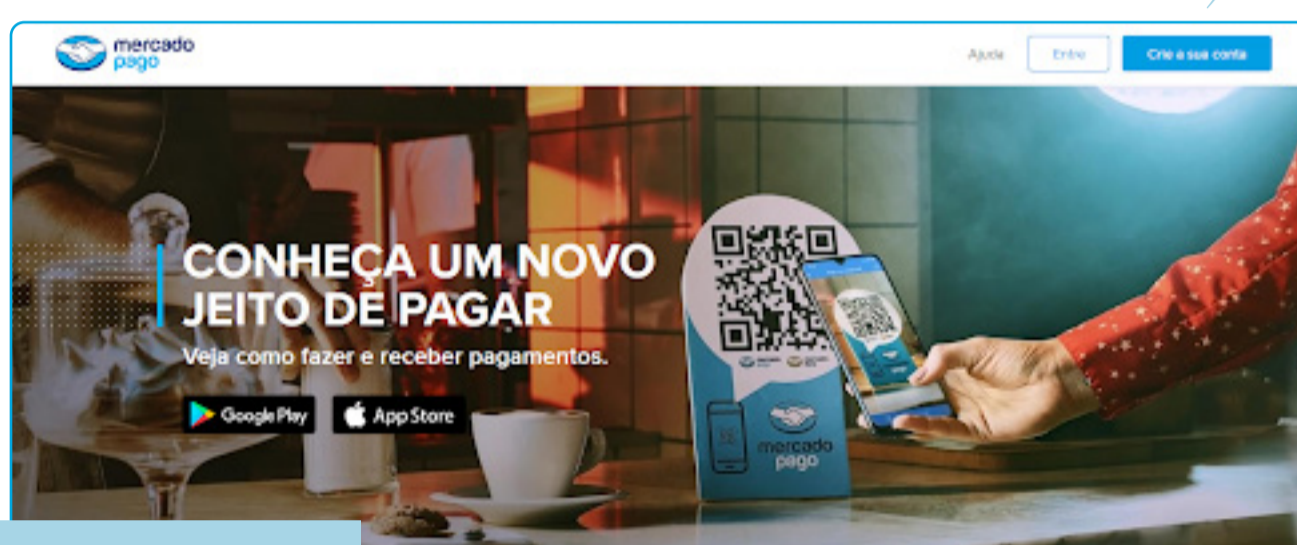 mercado
pago
Ajuda
Entre
Crie a sua conta
CONHEÇA UM NOVO
JEITO DE PAGAR
Veja como fazer e receber pagamentos.
Google Play
App Store
mercado
pago